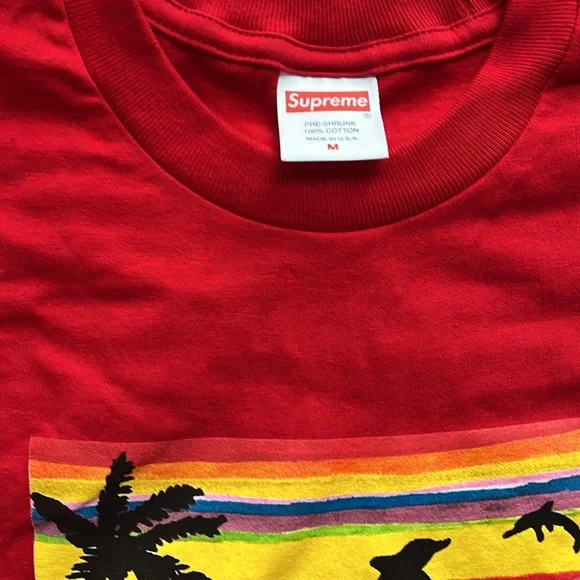 Supreme
®
PRE-SHRUNK
100% COTTON
MADE IN U.S.A.
M